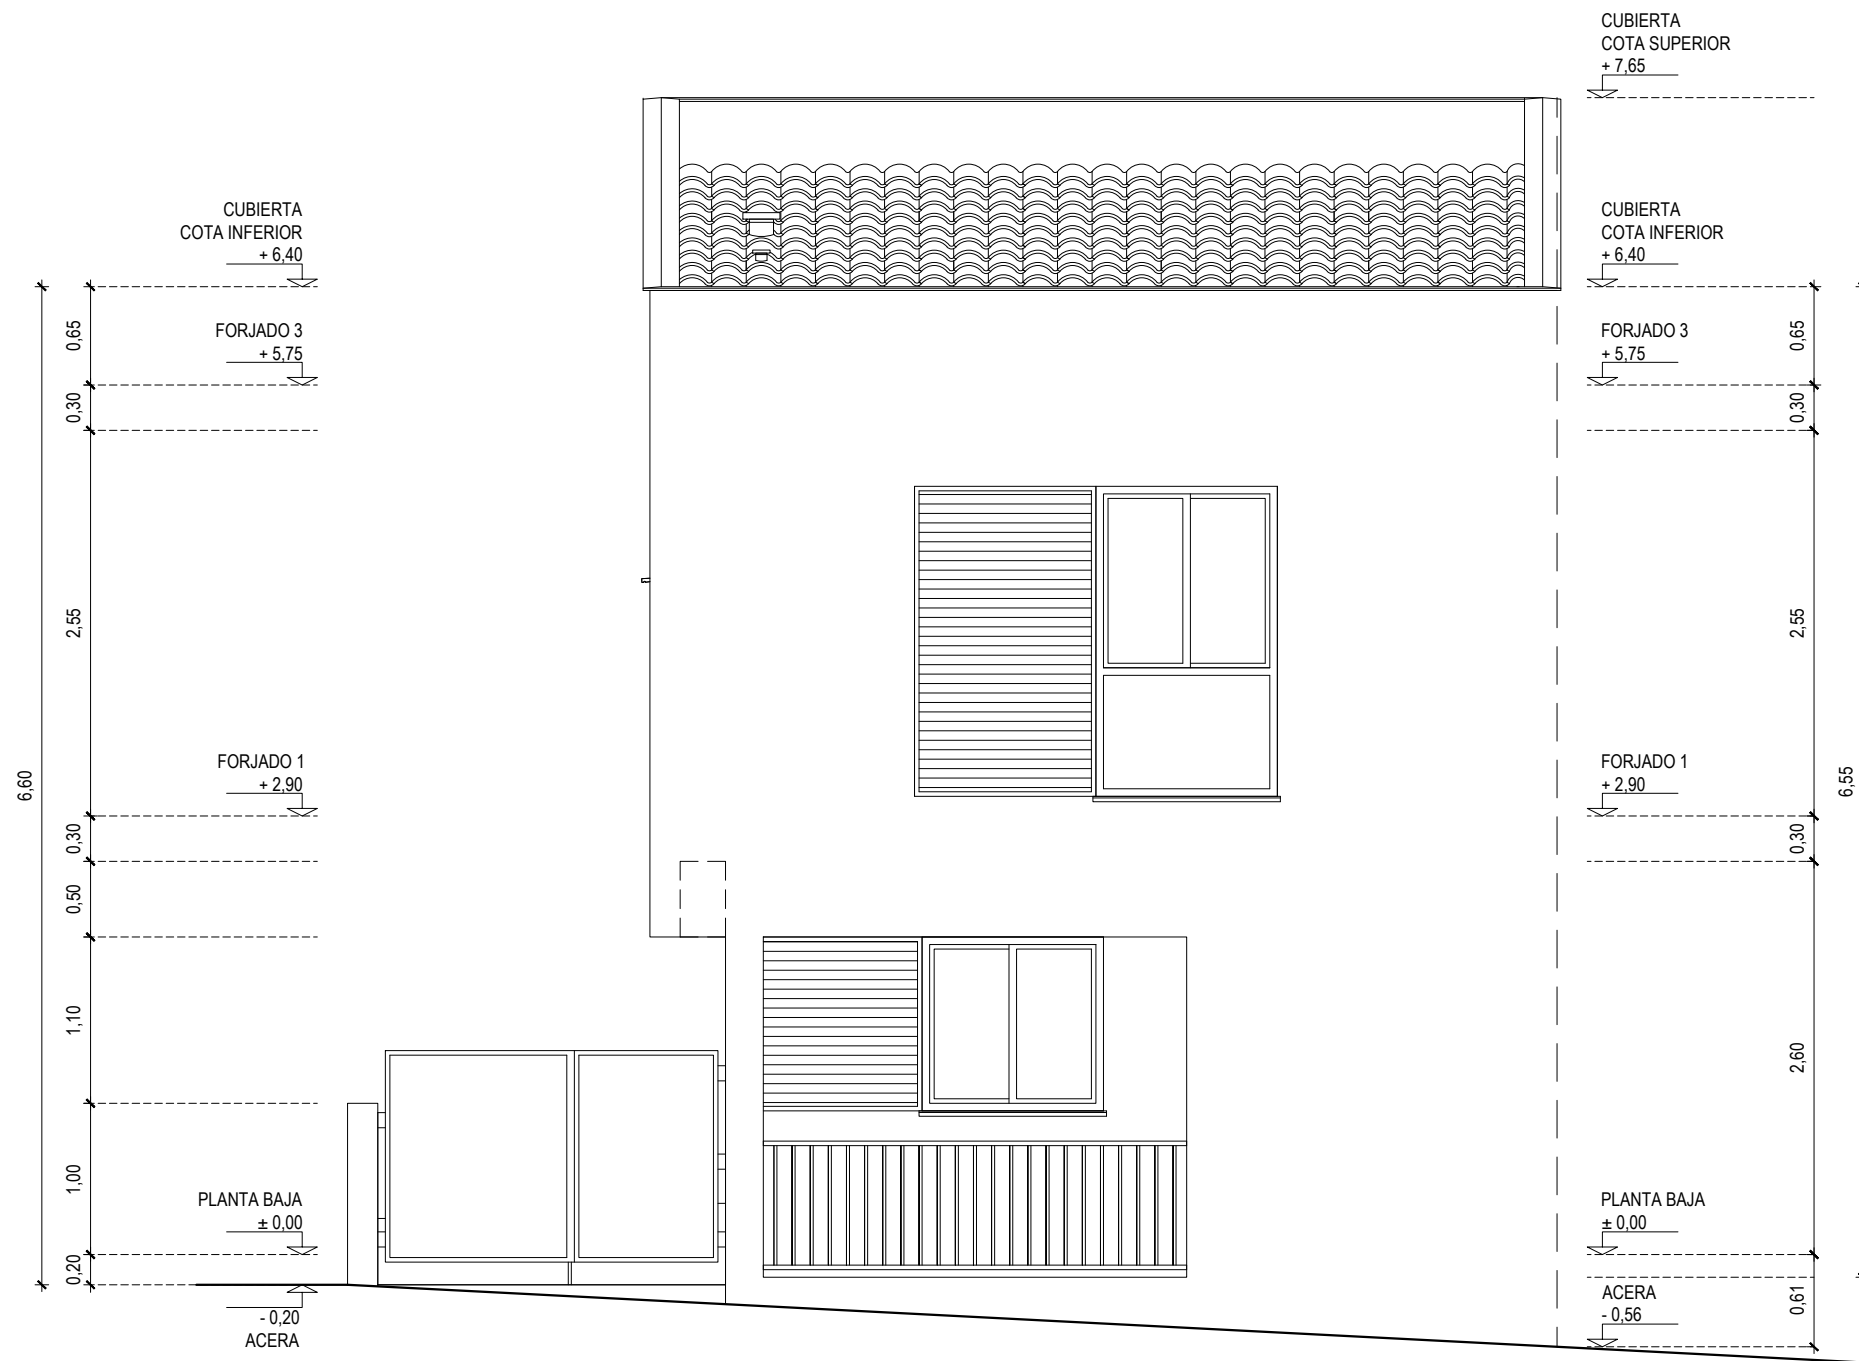 CUBIERTA
COTA SUPERIOR
+ 7,65
CUBIERTA
COTA INFERIOR
+ 6,40
CUBIERTA
COTA INFERIOR
+ 6,40
0,65
FORJADO 3
+ 5,75
FORJADO 3
+ 5,75
0,65
0,30
0,30
2,55
2,55
6,60
FORJADO 1
+ 2,90
FORJADO 1
+ 2,90
6,55
0,30
0,30
0,50
1,10
2,60
1,00
PLANTA BAJA
± 0,00
PLANTA BAJA
± 0,00
0,20
- 0,20
ACERA
ACERA
- 0,56
0,61